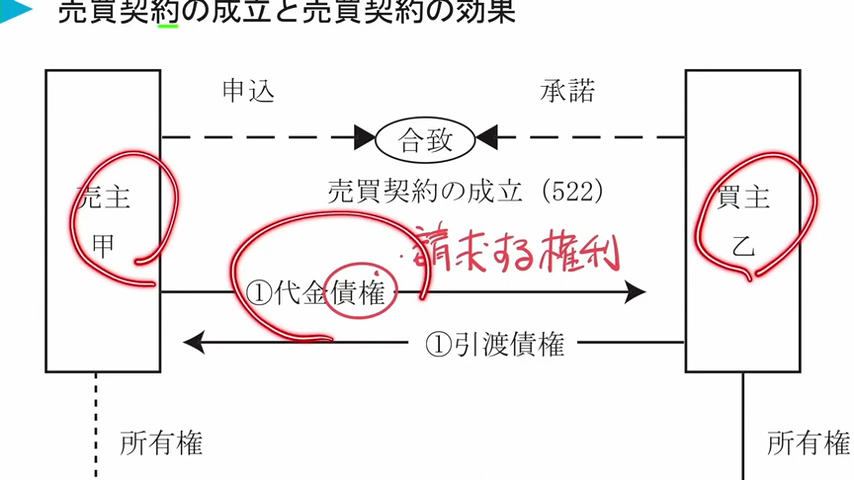 売買契約の成立と売買契約の効果
申込
承諾
合致
売買契約の成立（522）
売主
甲
買主
乙
・請求する権利
①代金債権
①引渡債権
所有権
所有権